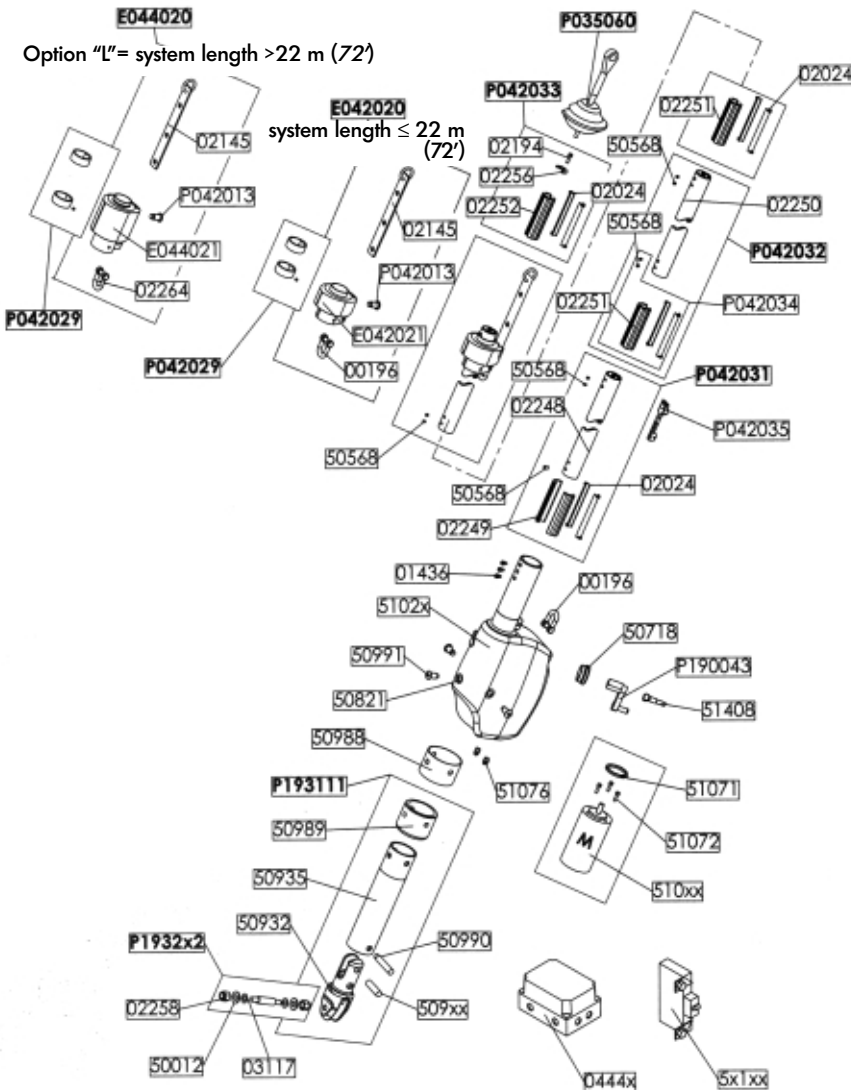 E044020
P035060
Option “L”= system length >22 m (72’)
02024
P042033
02251
E042020
system length ≤ 22 m
(72’)
02145
02194
50568
02256
02024
P042013
02252
02250
02145
50568
E044021
P042032
P042013
02264
02251
P042034
P042029
E042021
P042029
00196
50568
P042031
02248
P042035
50568
50568
02024
02249
01436
00196
5102x
50718
50991
P190043
50821
51408
50988
P193111
51076
51071
50989
51072
50935
M
510xx
50932
P1932x2
50990
02258
509xx
50012
03117
0444x
5x1xx